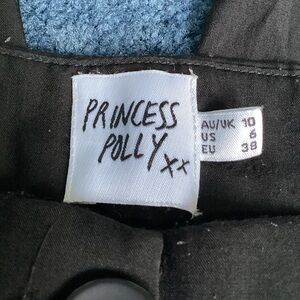 PRINCESS
POLLY xx
AU/UK 10
US 6
EU 38